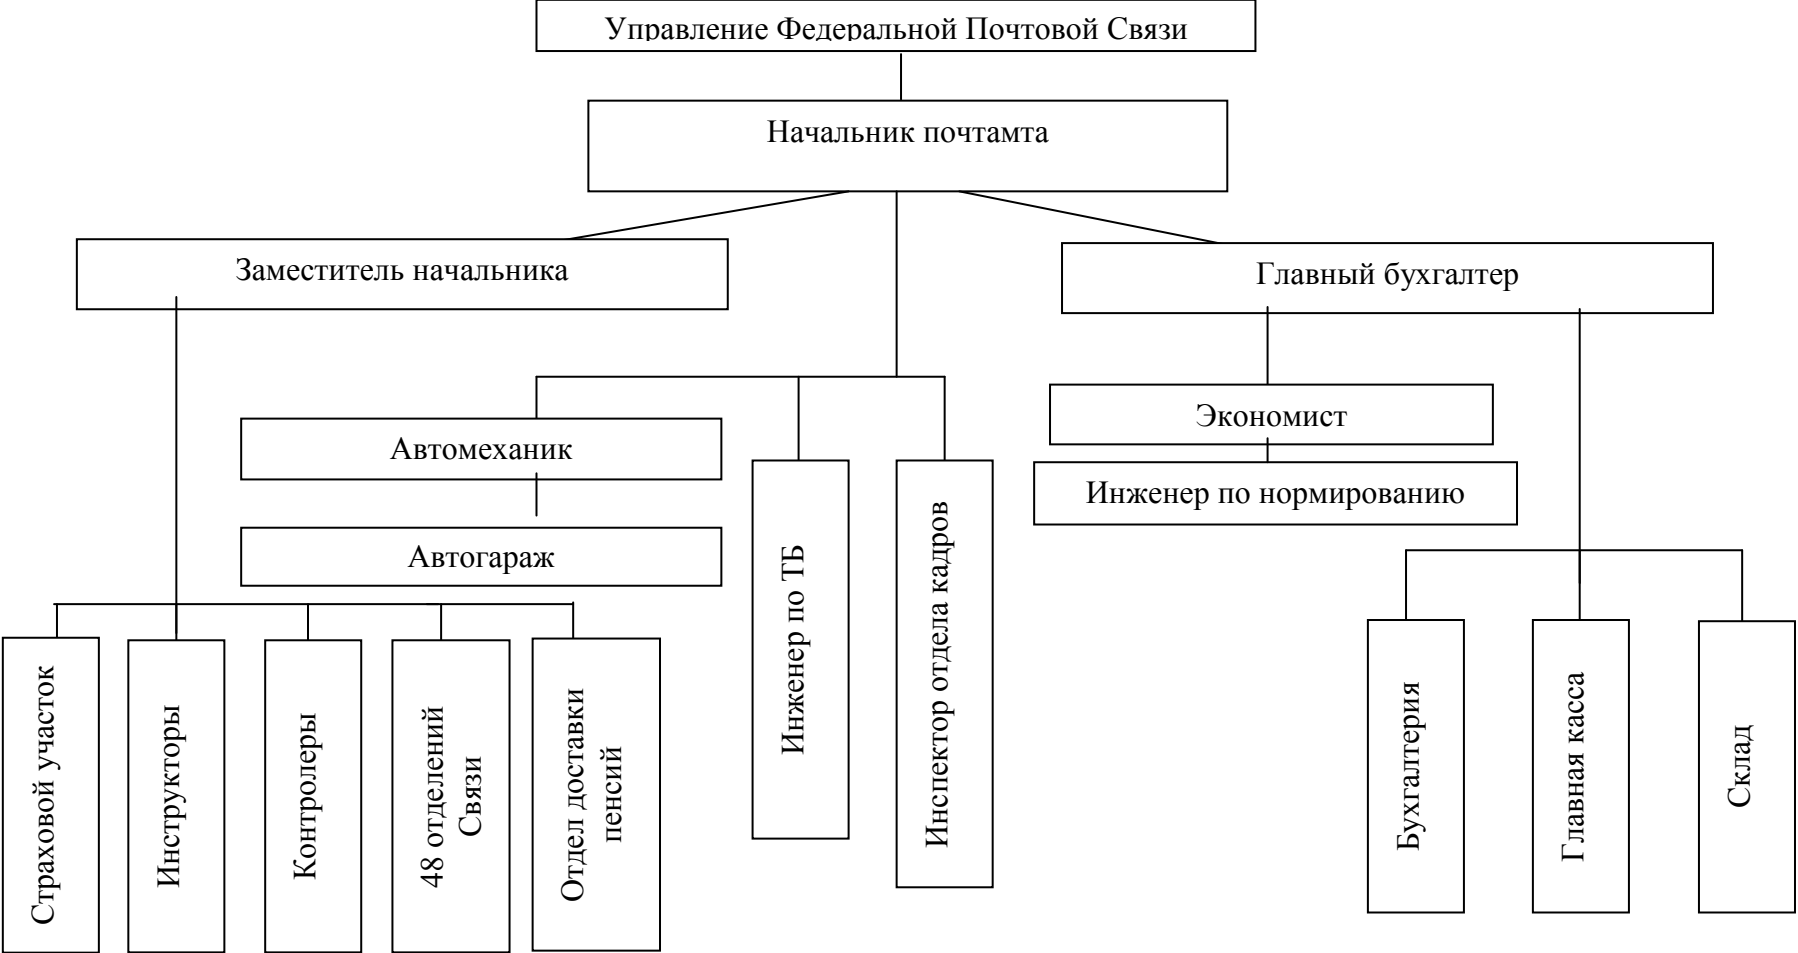 Управление Федеральной Почтовой Связи
Начальник почтамта
Заместитель начальника
Главный бухгалтер
Автомеханик
Экономист
Инженер по нормированию
Автогараж
Страховой участок
Инструкторы
Контролеры
48 отделений
Связи
Отдел доставки
пенсий
Инженер по ТБ
Инспектор отдела кадров
Бухгалтерия
Главная касса
Склад